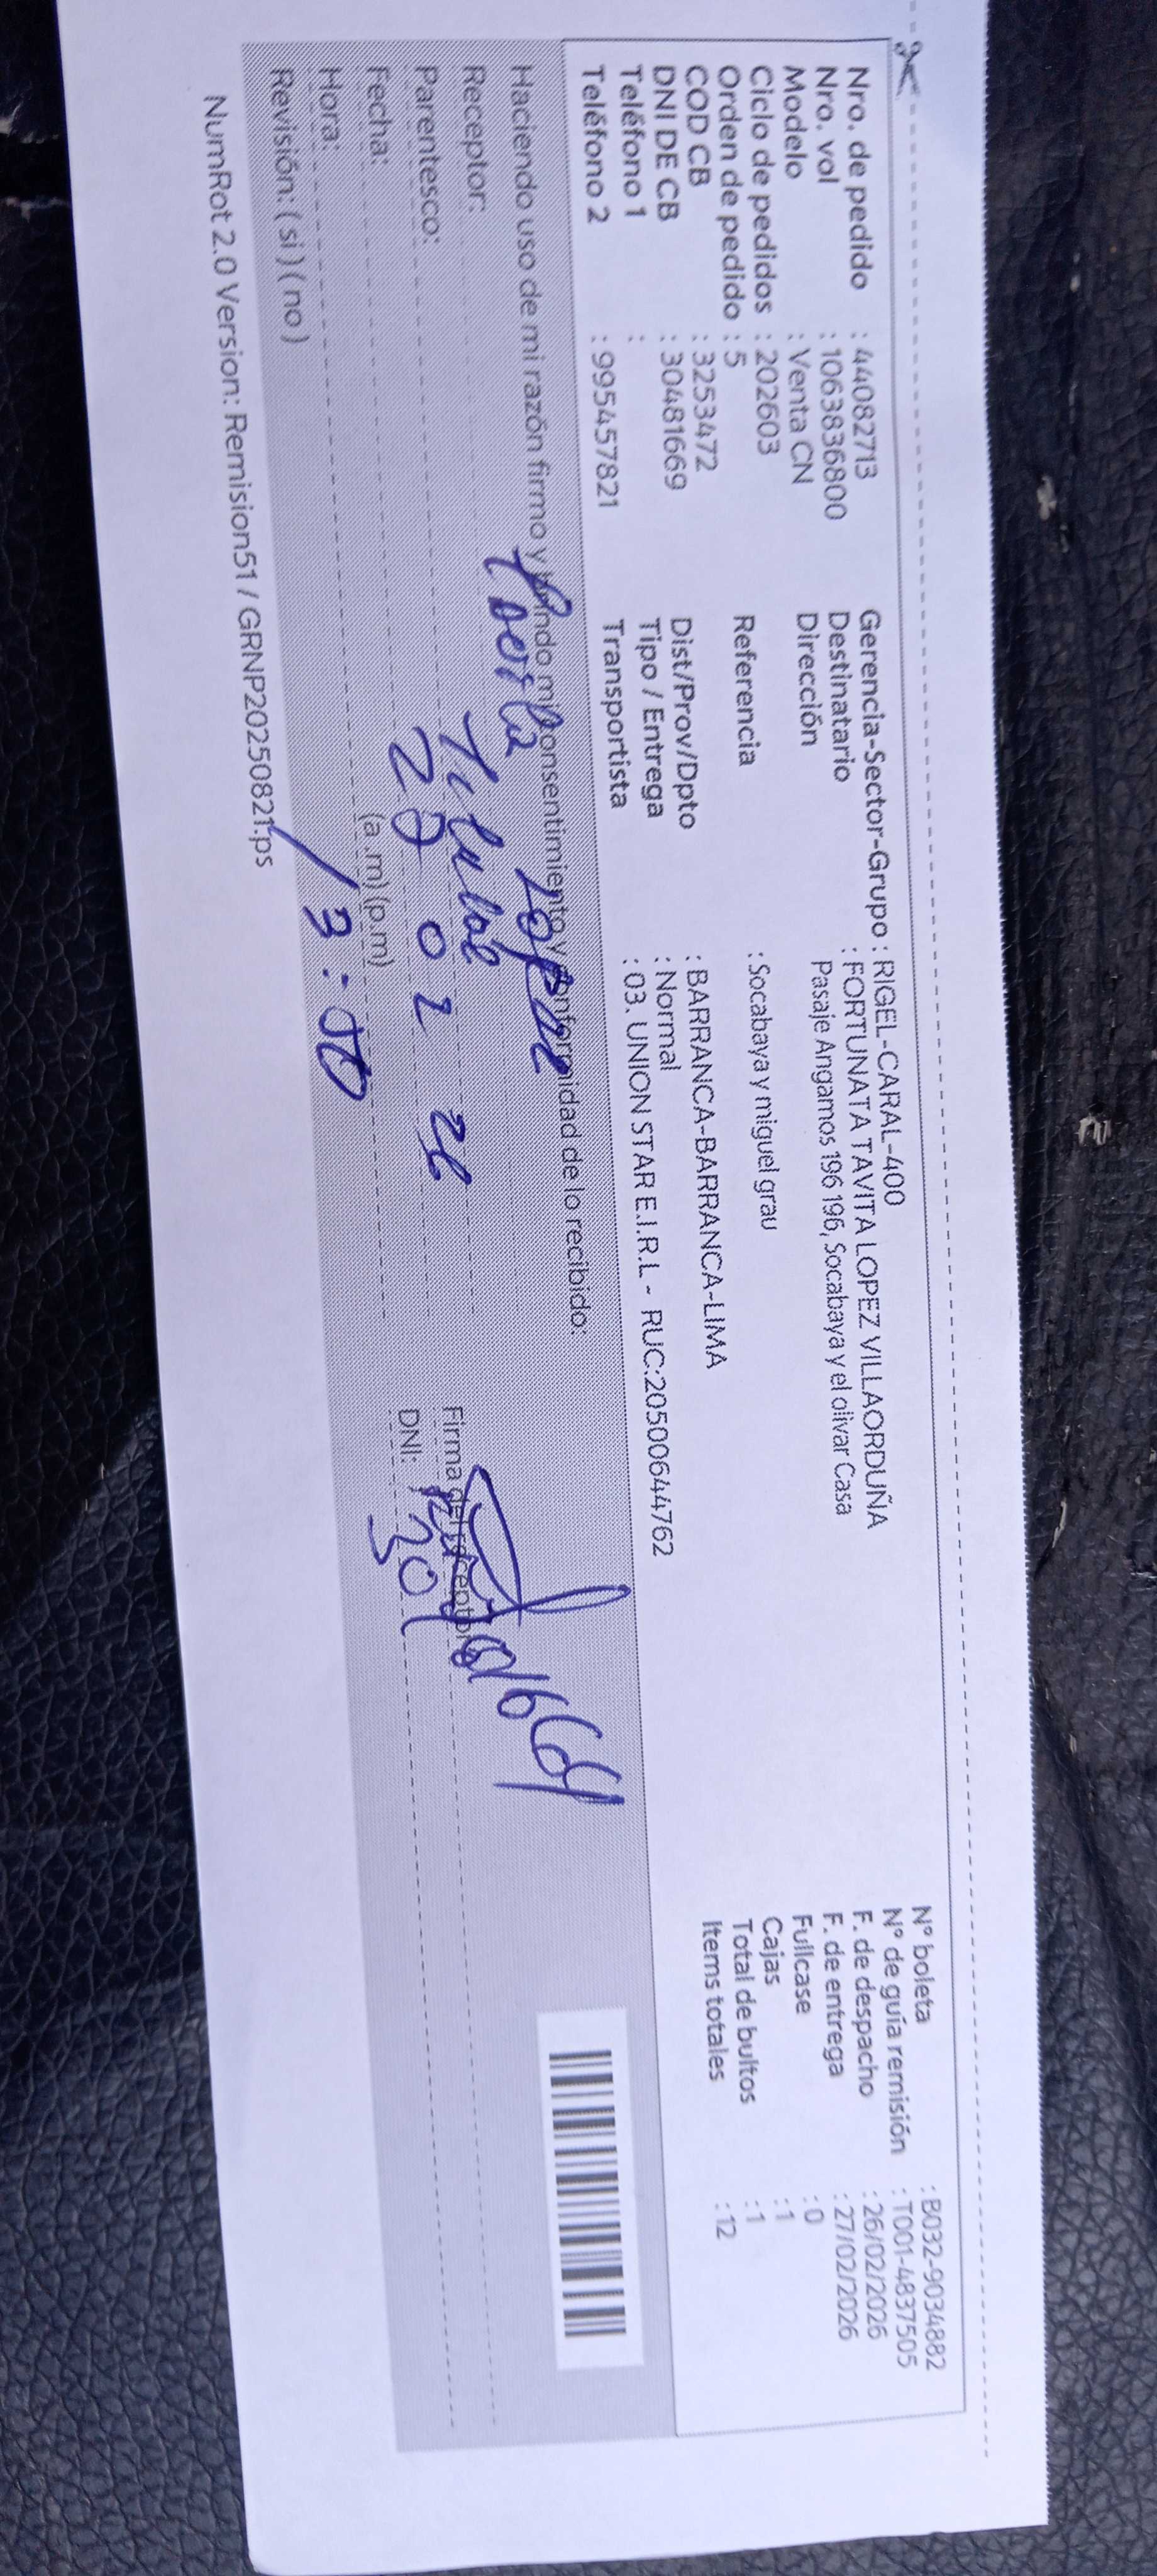 Nro. de pedido : 44082713
Nro. vol : 1063836800
Modelo : Venta CN
Ciclo de pedidos : 202603
Orden de pedido : 5
COD CB : 3253472
DNI DE CB : 30481669
Teléfono 1 :
Teléfono 2 : 995457821
Gerencia-Sector-Grupo : RIGEL-CARAL-400
Destinatario : FORTUNATA TAVITA LOPEZ VILLAORDUÑA
Dirección Pasaje Angamos 196 196, Socabaya y el olivar Casa
Referencia : Socabaya y miguel grau
Dist/Prov/Dpto : BARRANCA-BARRANCA-LIMA
Tipo / Entrega : Normal
Transportista : 03. UNION STAR E.I.R.L - RUC:20500644762
N° boleta : B032-9034882
N° de guía remisión : T001-4837505
F. de despacho : 26/02/2026
F. de entrega : 27/02/2026
Fullcase : 0
Cajas : 1
Total de bultos : 1
Items totales : 12
Haciendo uso de mi razón firmo y brindo mi consentimiento y conformidad de lo recibido:
Receptor:
Parentesco: Titular
Fecha: 02 26
Hora: (a.m) (p.m) 13:50
Revisión: ( si ) ( no )
Firma del receptor
DNI:
NumRot 2.0 Version: Remision51 / GRNP20250821.ps